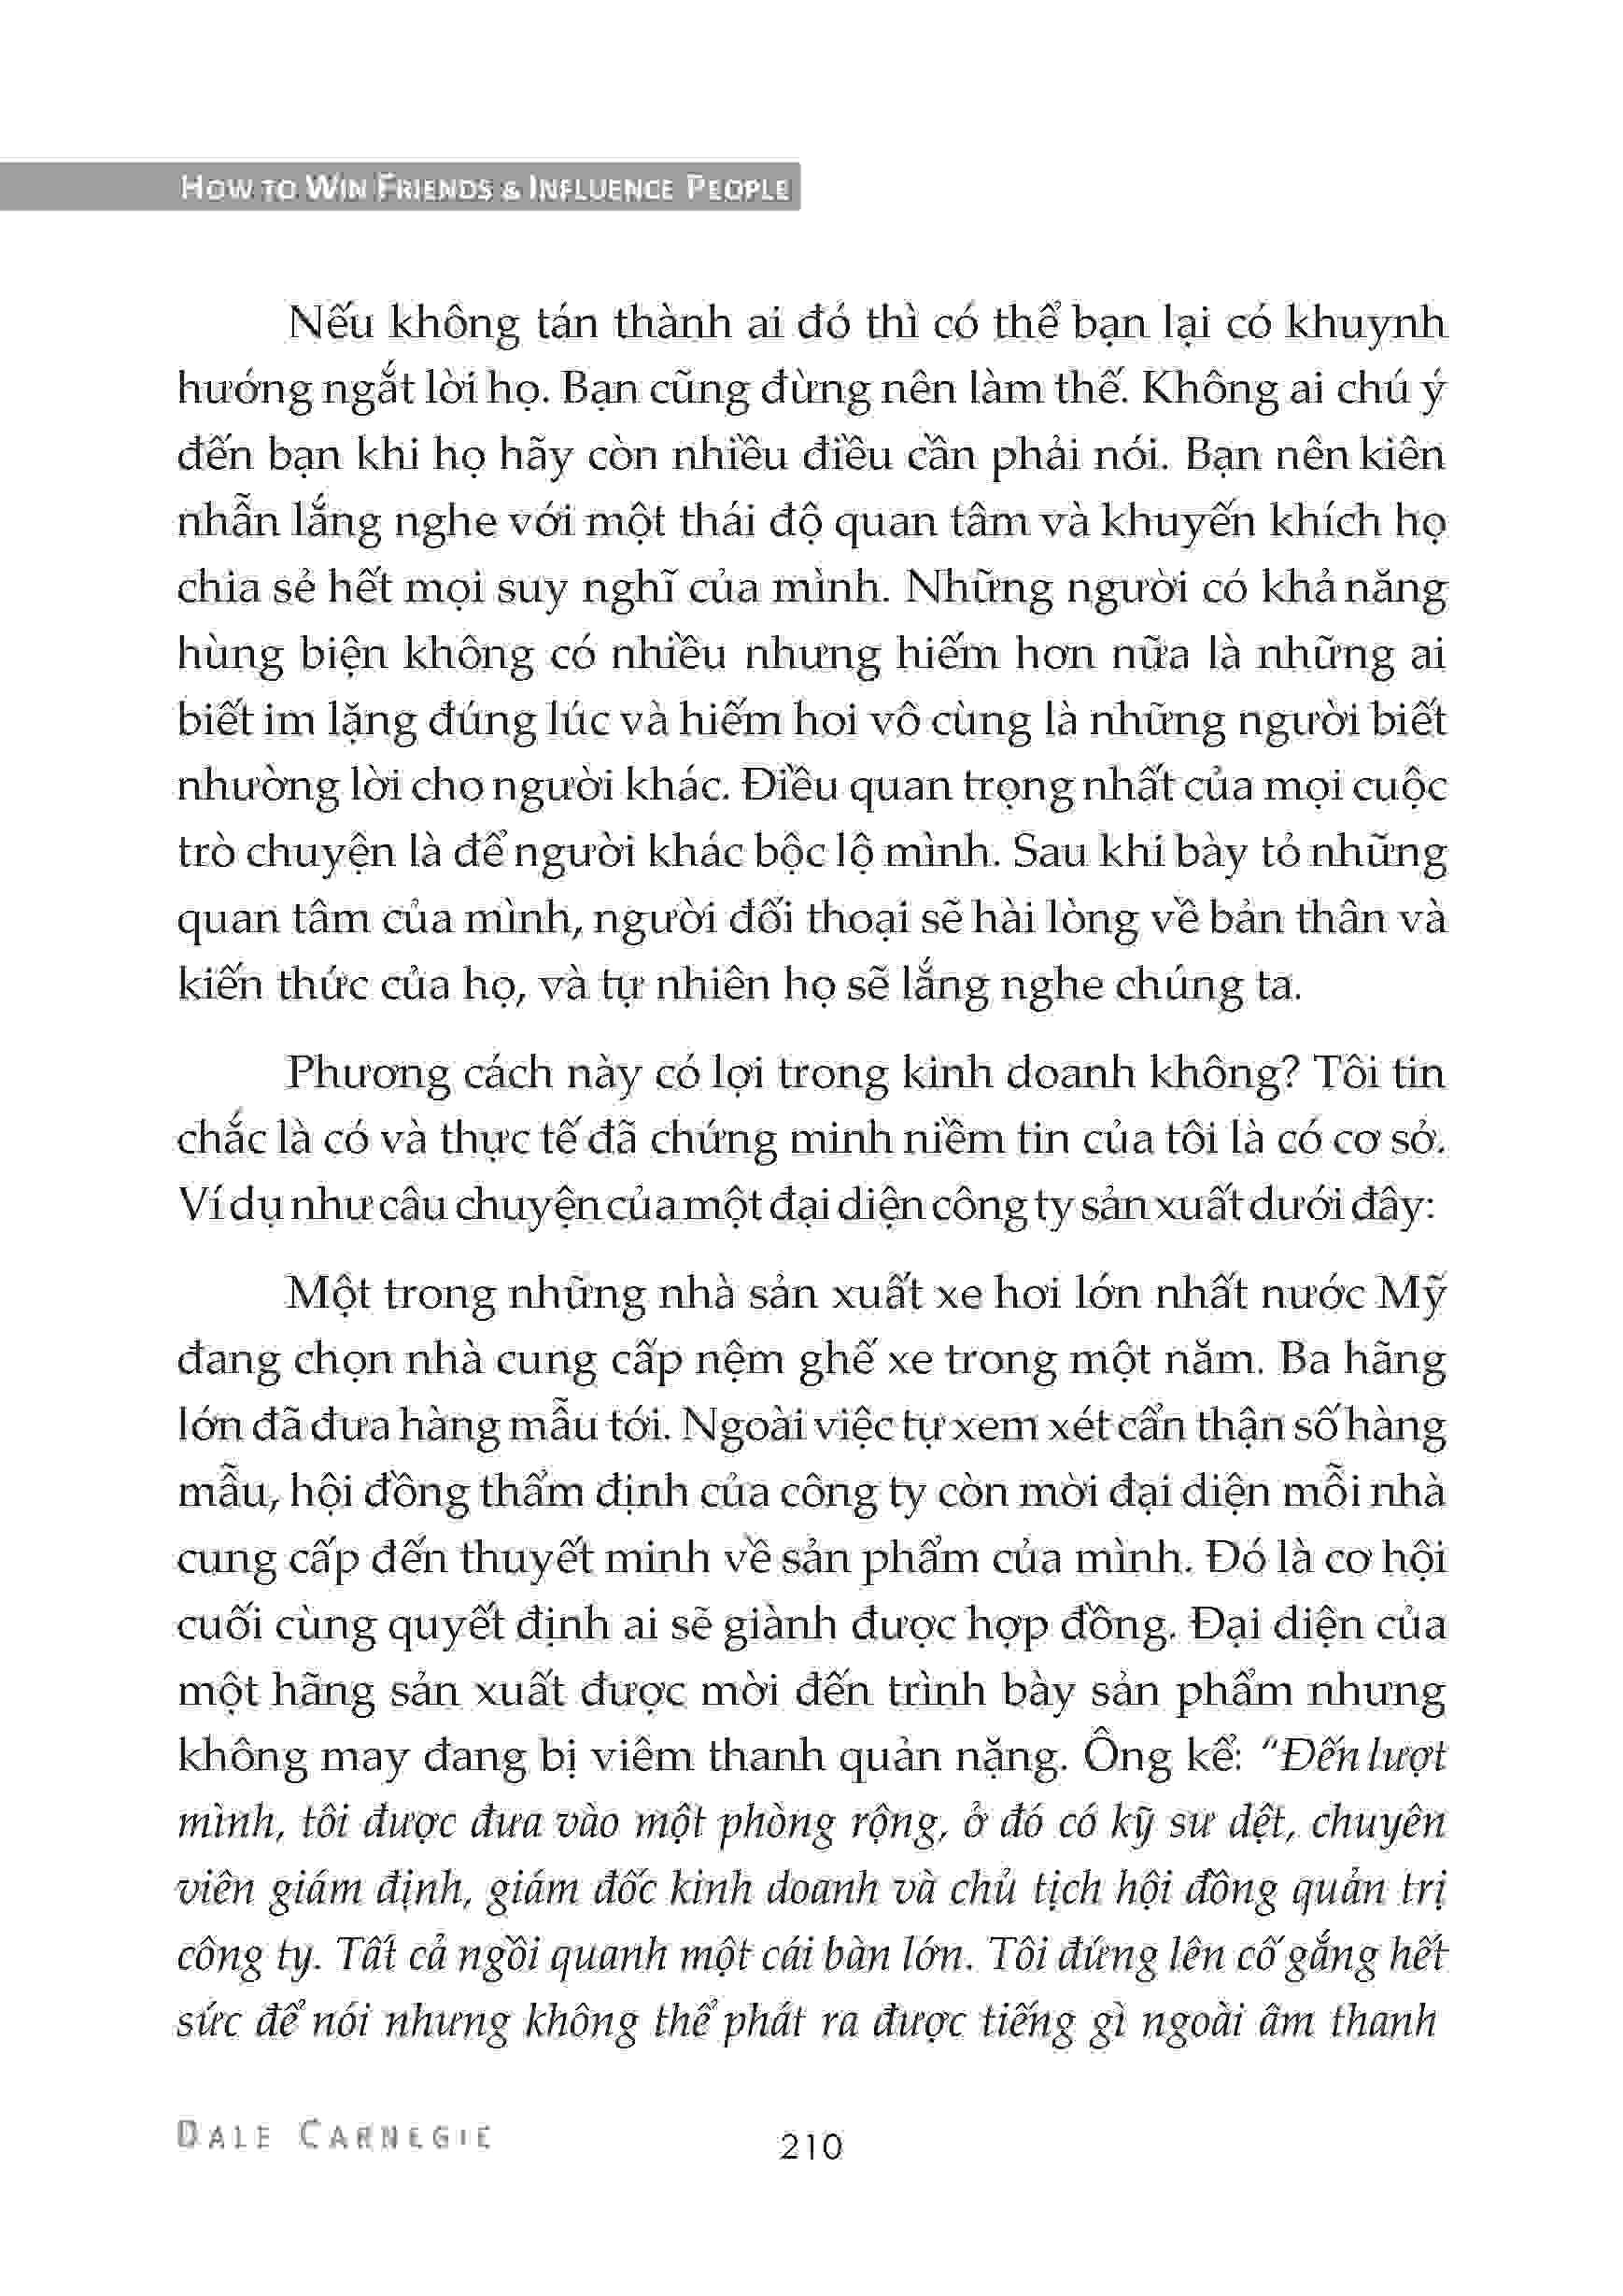 HOW TO WIN FRIENDS & INFLUENCE PEOPLE
Nếu không tán thành ai đó thì có thể bạn lại có khuynh
hướng ngắt lời họ. Bạn cũng đừng nên làm thế. Không ai chú ý
đến bạn khi họ hãy còn nhiều điều cần phải nói. Bạn nên kiên
nhẫn lắng nghe với một thái độ quan tâm và khuyến khích họ
chia sẻ hết mọi suy nghĩ của mình. Những người có khả năng
hùng biện không có nhiều nhưng hiếm hơn nữa là những ai
biết im lặng đúng lúc và hiếm hoi vô cùng là những người biết
nhường lời cho người khác. Điều quan trọng nhất của mọi cuộc
trò chuyện là để người khác bộc lộ mình. Sau khi bày tỏ những
quan tâm của mình, người đối thoại sẽ hài lòng về bản thân và
kiến thức của họ, và tự nhiên họ sẽ lắng nghe chúng ta.
Phương cách này có lợi trong kinh doanh không? Tôi tin
chắc là có và thực tế đã chứng minh niềm tin của tôi là có cơ sở.
Ví dụ như câu chuyện của một đại diện công ty sản xuất dưới đây:
Một trong những nhà sản xuất xe hơi lớn nhất nước Mỹ
đang chọn nhà cung cấp nệm ghế xe trong một năm. Ba hãng
lớn đã đưa hàng mẫu tới. Ngoài việc tự xem xét cẩn thận số hàng
mẫu, hội đồng thẩm định của công ty còn mời đại diện mỗi nhà
cung cấp đến thuyết minh về sản phẩm của mình. Đó là cơ hội
cuối cùng quyết định ai sẽ giành được hợp đồng. Đại diện của
một hãng sản xuất được mời đến trình bày sản phẩm nhưng
không may đang bị viêm thanh quản nặng. Ông kể: “Đến lượt
mình, tôi được đưa vào một phòng rộng, ở đó có kỹ sư dệt, chuyên
viên giám định, giám đốc kinh doanh và chủ tịch hội đồng quản trị
công ty. Tất cả ngồi quanh một cái bàn lớn. Tôi đứng lên cố gắng hết
sức để nói nhưng không thể phát ra được tiếng gì ngoài âm thanh
DALE CARNEGIE
210